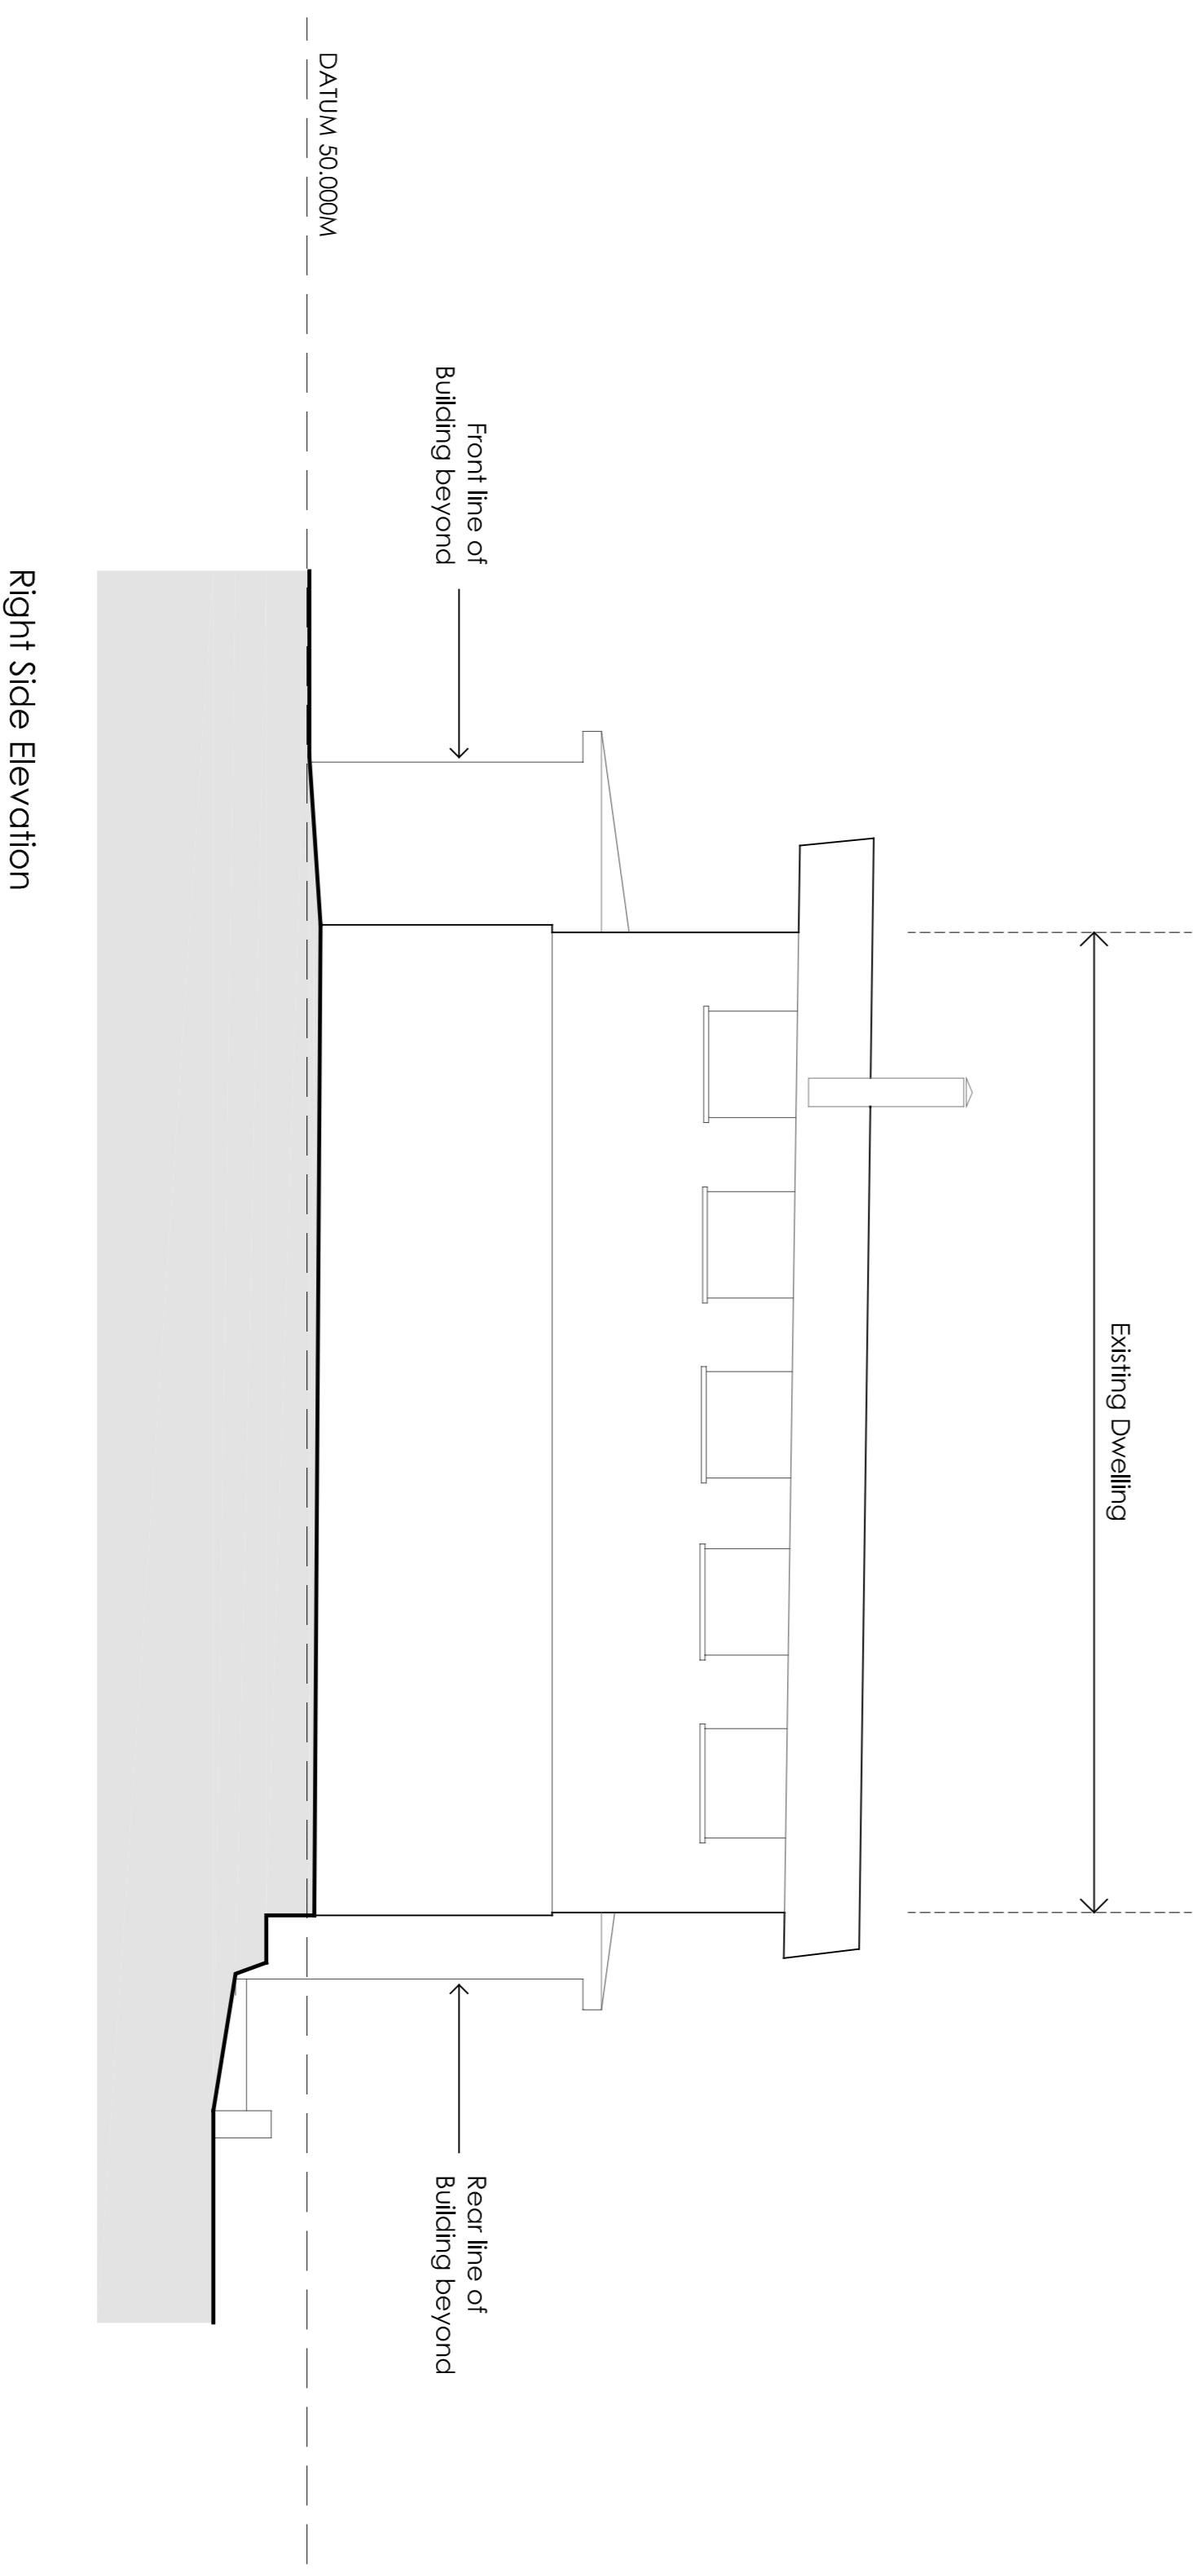 Existing Dwelling
Front line of
Building beyond
Rear line of
Building beyond
DATUM 50.000M
Right Side Elevation